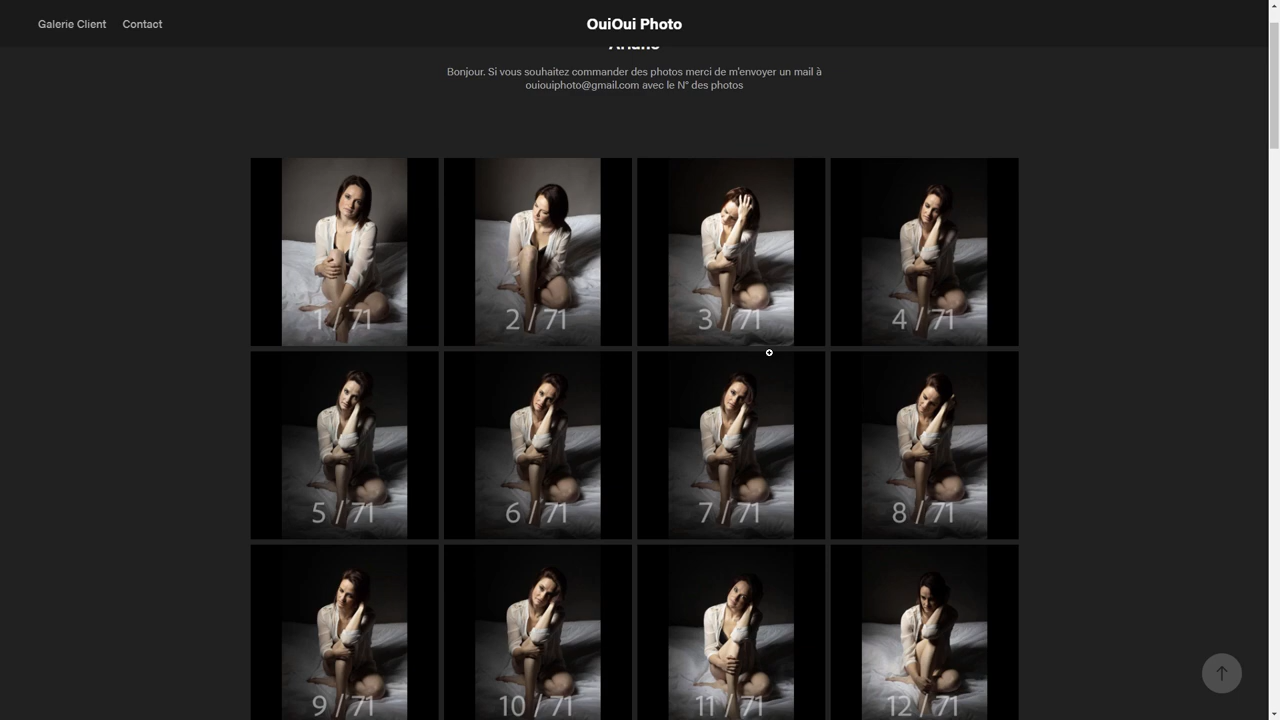 Galerie Client Contact OuiOui Photo
Bonjour. Si vous souhaitez commander des photos merci de m'envoyer un mail à
ouiouiphoto@gmail.com avec le N° des photos
1 / 71 2 / 71 3 / 71 4 / 71
5 / 71 6 / 71 7 / 71 8 / 71
9 / 71 10 / 71 11 / 71 12 / 71